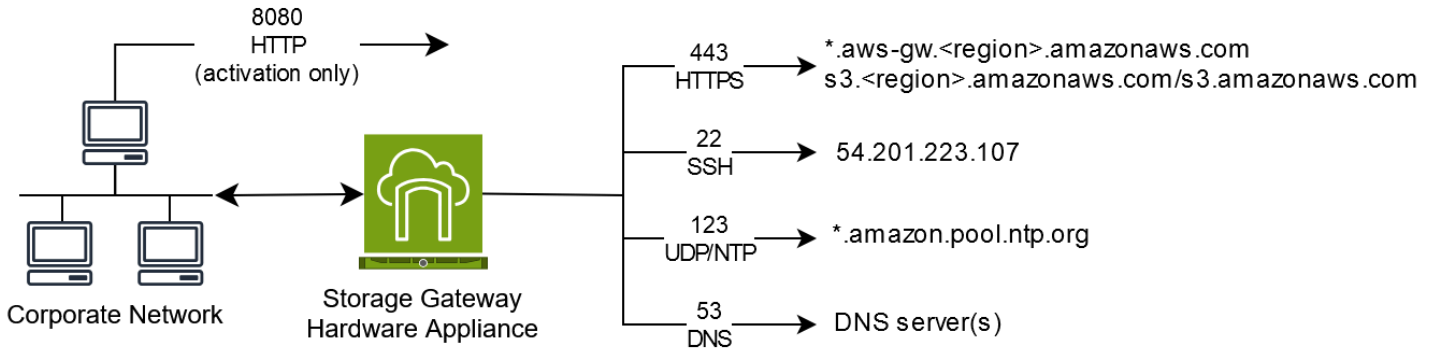 8080
HTTP
(activation only)
443
HTTPS
*.aws-gw.<region>.amazonaws.com
s3.<region>.amazonaws.com/s3.amazonaws.com
22
SSH
54.201.223.107
123
UDP/NTP
*.amazon.pool.ntp.org
53
DNS
DNS server(s)
Corporate Network
Storage Gateway
Hardware Appliance